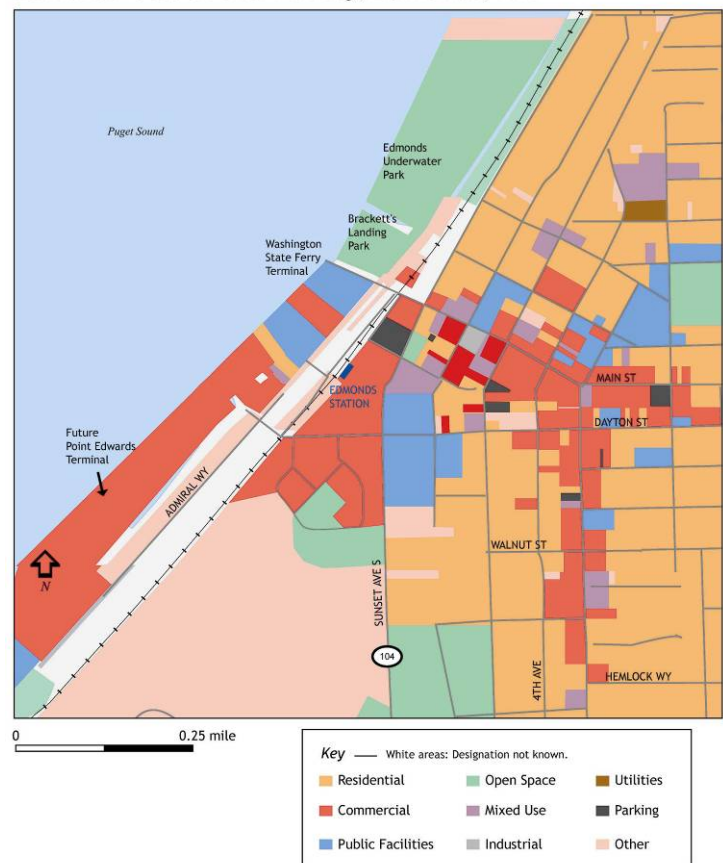 Puget Sound
Edmonds
Underwater
Park
Brackett's
Landing
Park
Washington
State Ferry
Terminal
EDMONDS
STATION
MAIN ST
DAYTON ST
Future
Point Edwards
Terminal
ADMIRAL WY
WALNUT ST
N
SUNSET AVE S
104
4TH AVE
HEMLOCK WY
0
0.25 mile
Key — White areas: Designation not known.
Residential
Open Space
Utilities
Commercial
Mixed Use
Parking
Public Facilities
Industrial
Other